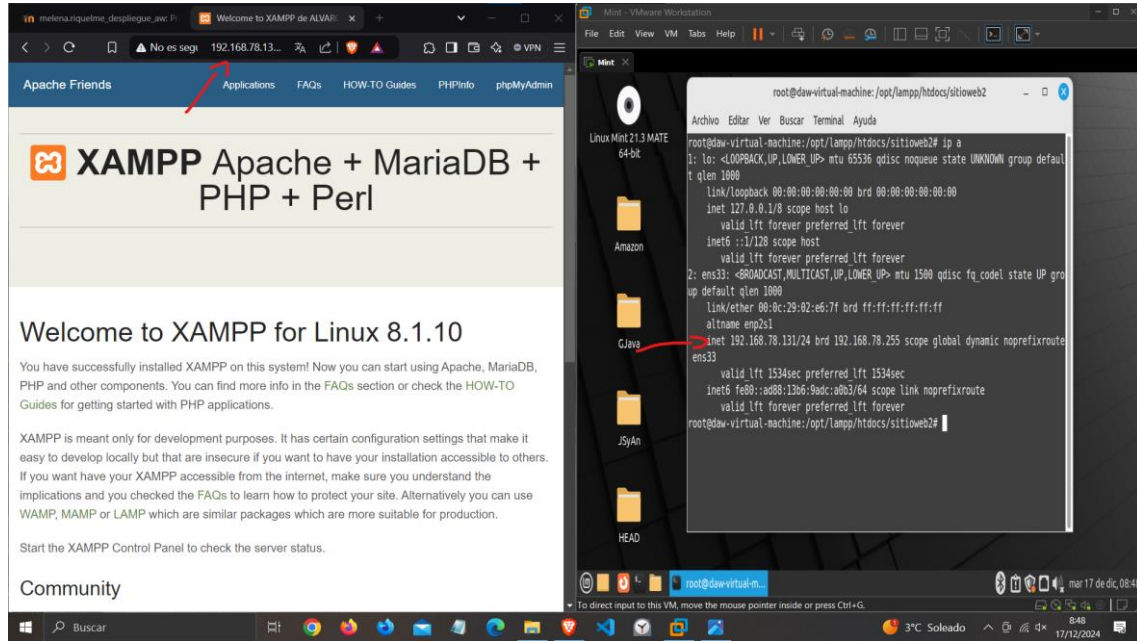 melena.riquelme_despliegue_aw: P
Welcome to XAMPP de ALVAR
No es segu
192.168.78.13...
VPN
Apache Friends
Applications
FAQs
HOW-TO Guides
PHPInfo
phpMyAdmin
XAMPP Apache + MariaDB +
PHP + Perl
Welcome to XAMPP for Linux 8.1.10
You have successfully installed XAMPP on this system! Now you can start using Apache, MariaDB,
PHP and other components. You can find more info in the FAQs section or check the HOW-TO
Guides for getting started with PHP applications.
XAMPP is meant only for development purposes. It has certain configuration settings that make it
easy to develop locally but that are insecure if you want to have your installation accessible to others.
If you want have your XAMPP accessible from the internet, make sure you understand the
implications and you checked the FAQs to learn how to protect your site. Alternatively you can use
WAMP, MAMP or LAMP which are similar packages which are more suitable for production.
Start the XAMPP Control Panel to check the server status.
Community
Mint - VMware Workstation
File Edit View VM Tabs Help
Mint
Linux Mint 21.3 MATE
64-bit
Amazon
GJava
JSyAn
HEAD
root@daw-virtual-machine: /opt/lampp/htdocs/sitioweb2
Archivo Editar Ver Buscar Terminal Ayuda
root@daw-virtual-machine:/opt/lampp/htdocs/sitioweb2# ip a
1: lo: <LOOPBACK,UP,LOWER_UP> mtu 65536 qdisc noqueue state UNKNOWN group defaul
t qlen 1000
link/loopback 00:00:00:00:00:00 brd 00:00:00:00:00:00
inet 127.0.0.1/8 scope host lo
valid_lft forever preferred_lft forever
inet6 ::1/128 scope host
valid_lft forever preferred_lft forever
2: ens33: <BROADCAST,MULTICAST,UP,LOWER_UP> mtu 1500 qdisc fq_codel state UP gro
up default qlen 1000
link/ether 00:0c:29:02:e6:7f brd ff:ff:ff:ff:ff:ff
altname enp2s1
inet 192.168.78.131/24 brd 192.168.78.255 scope global dynamic noprefixroute
ens33
valid_lft 1534sec preferred_lft 1534sec
inet6 fe80::ad88:13b6:9adc:a0b3/64 scope link noprefixroute
valid_lft forever preferred_lft forever
root@daw-virtual-machine:/opt/lampp/htdocs/sitioweb2#
root@daw-virtual-m...
mar 17 de dic, 08:48
To direct input to this VM, move the mouse pointer inside or press Ctrl+G.
Buscar
3°C Soleado
8:48
17/12/2024